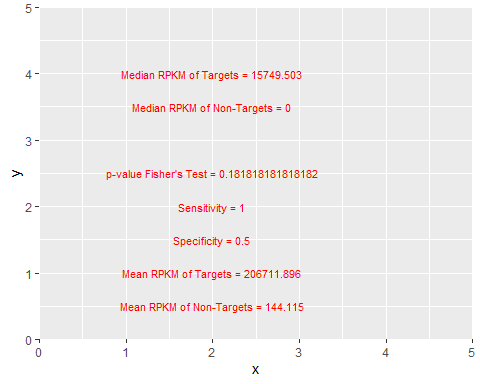 5
Median RPKM of Targets = 15749.503
4
Median RPKM of Non-Targets = 0
3
p-value Fisher's Test = 0.181818181818182
y
2
Sensitivity = 1
Specificity = 0.5
1
Mean RPKM of Targets = 206711.896
Mean RPKM of Non-Targets = 144.115
0
0 1 2 3 4 5
x